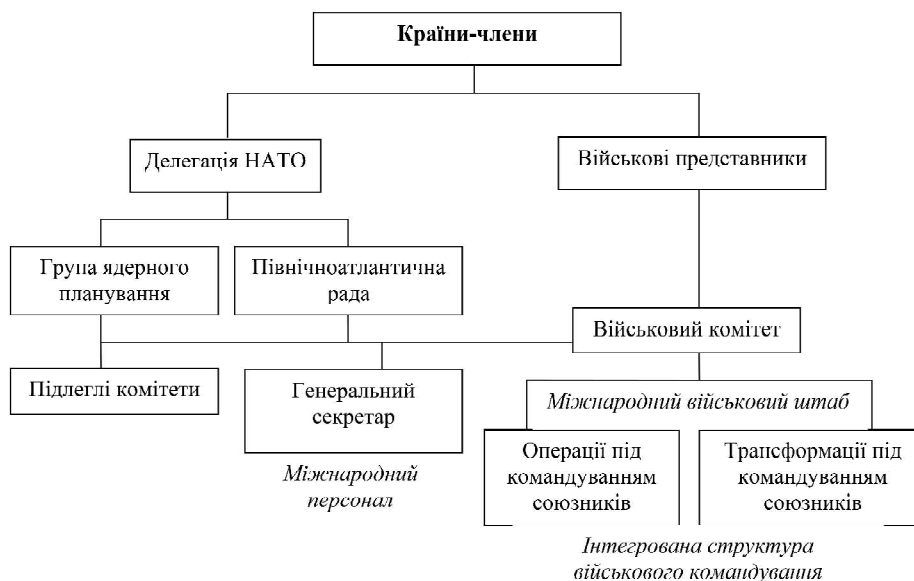 Країни-члени
Делегація НАТО
Військові представники
Група ядерного
планування
Північноатлантична
рада
Військовий комітет
Підлеглі комітети
Генеральний
секретар
Міжнародний
персонал
Міжнародний військовий штаб
Операції під
командуванням
союзників
Трансформації під
командуванням
союзників
Інтегрована структура
військового командування